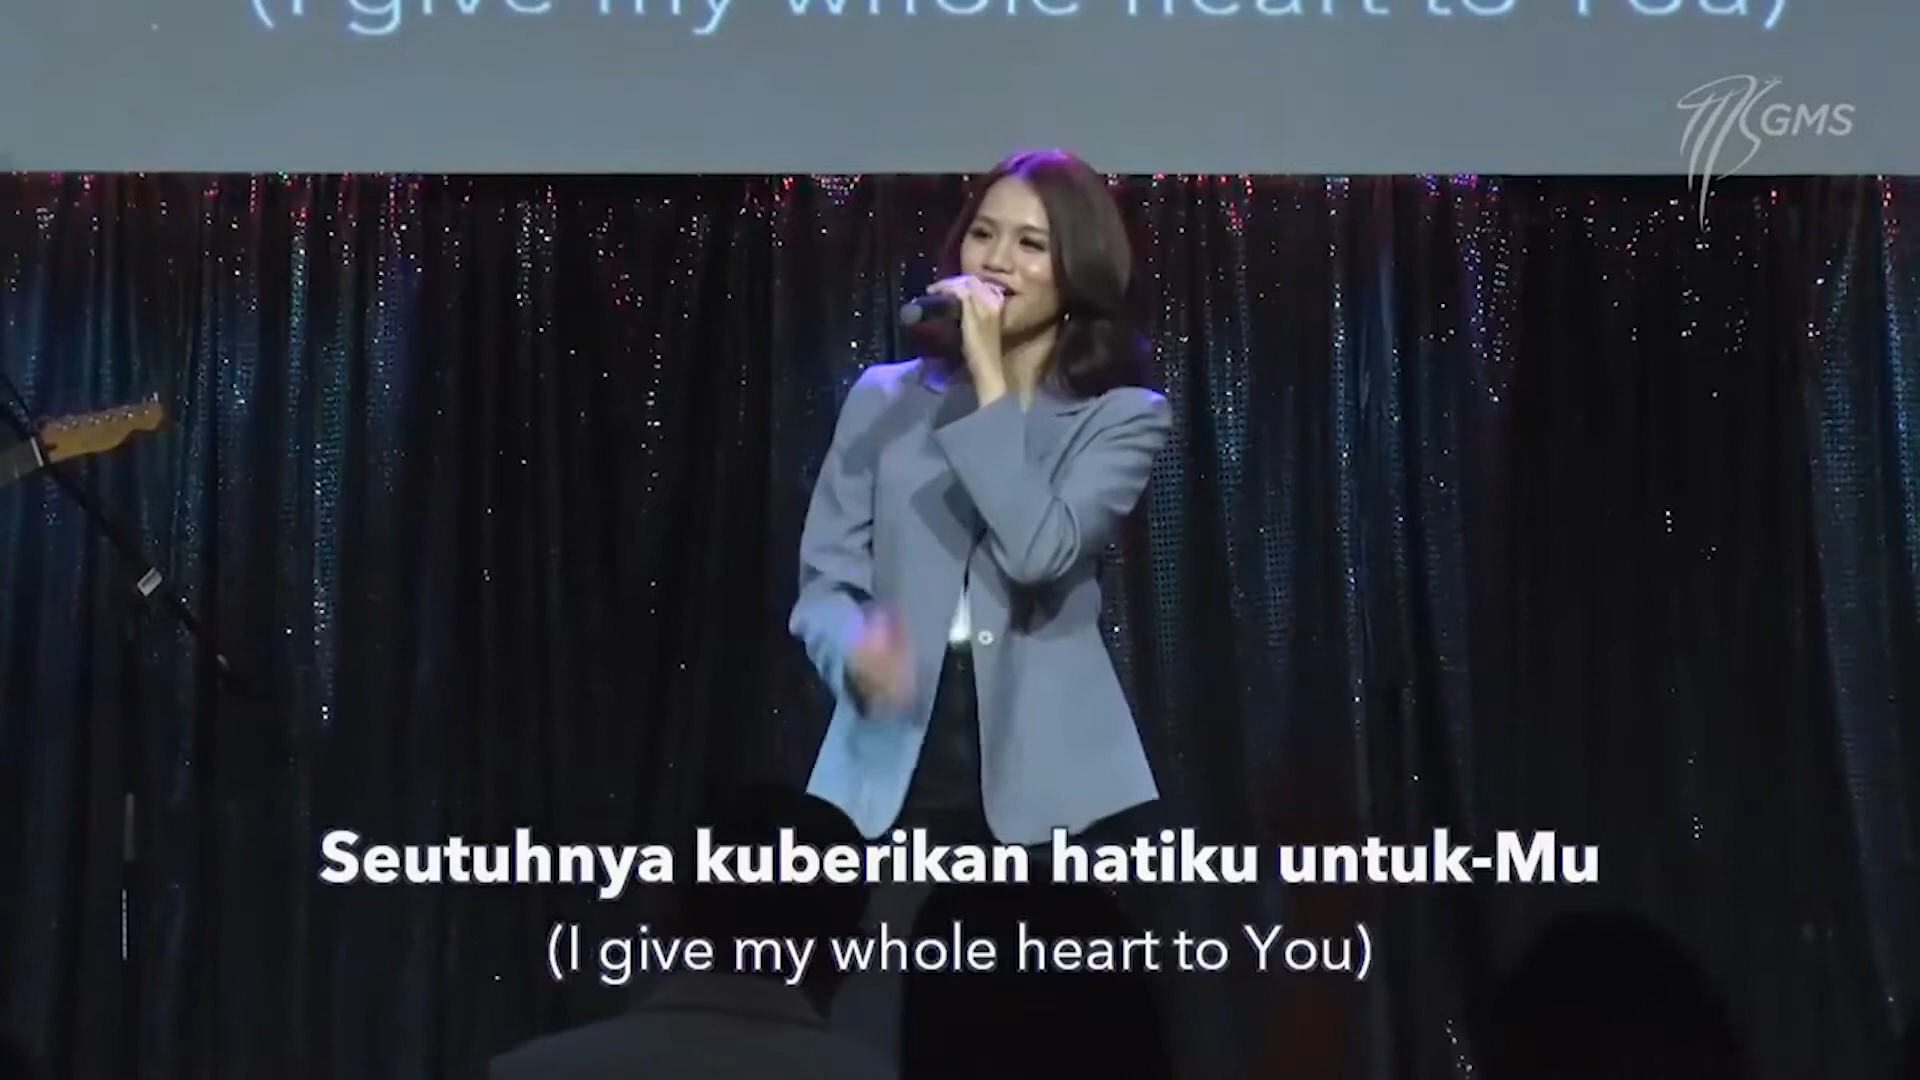 (I give my whole heart to You)
GMS
Seutuhnya kuberikan hatiku untuk-Mu
(I give my whole heart to You)